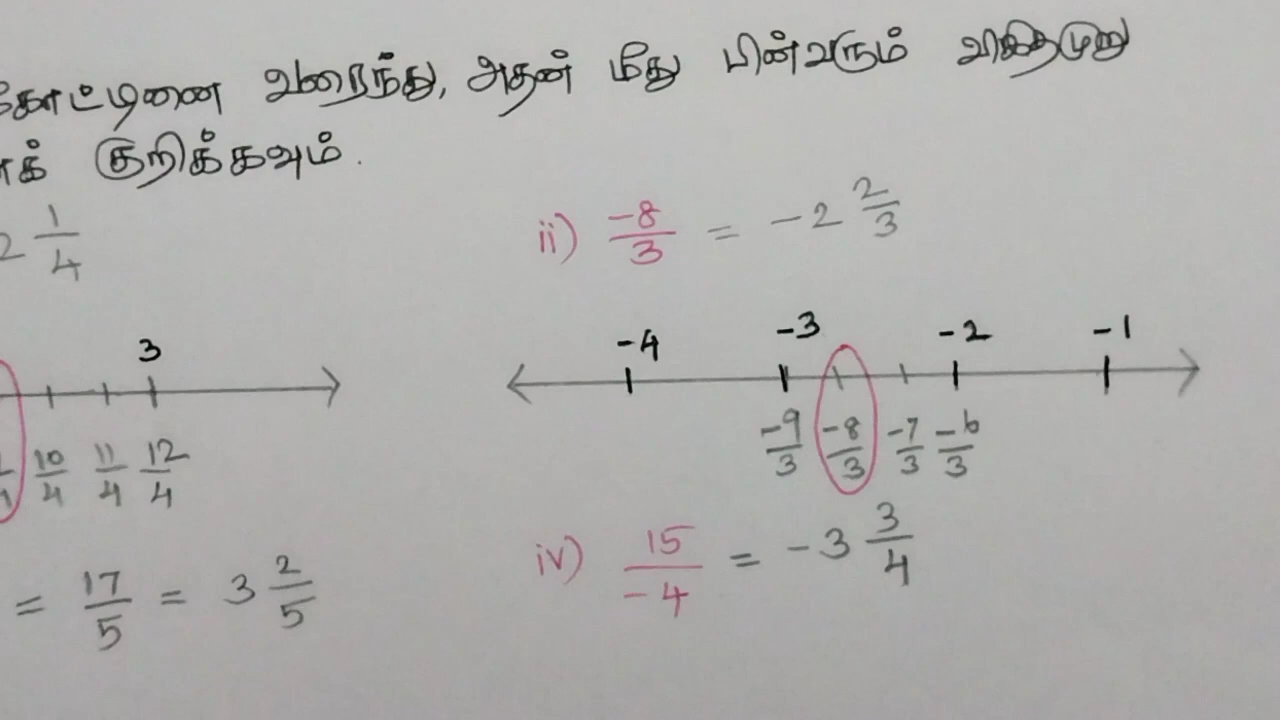 கோட்டினை வரைந்து, அதன் மீது பின்வரும் விகிதமுறு
குறிக்கவும்.
2 1/4
ii) -8/3 = -2 2/3
3
10/4 11/4 12/4
-4 -3 -2 -1
-9/3 -8/3 -7/3 -6/3
= 17/5 = 3 2/5
iv) 15/-4 = -3 3/4